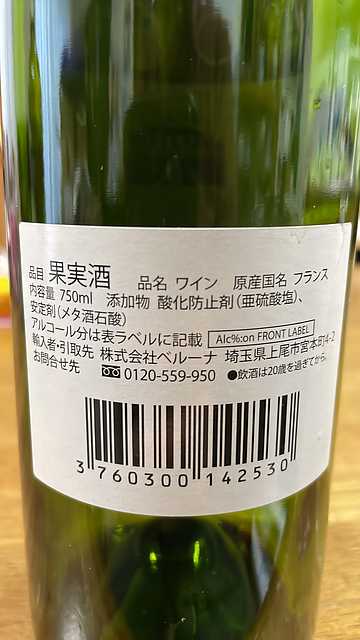 品目 果実酒 品名 ワイン 原産国名 フランス
内容量 750ml 添加物 酸化防止剤(亜硫酸塩)、
安定剤(メタ酒石酸)
アルコール分は表ラベルに記載 Alc%:on FRONT LABEL
輸入者・引取先 株式会社ベルーナ 埼玉県上尾市宮本町4-2
お問合せ先 0120-559-950 ●飲酒は20歳を過ぎてから。
3 760300 142530